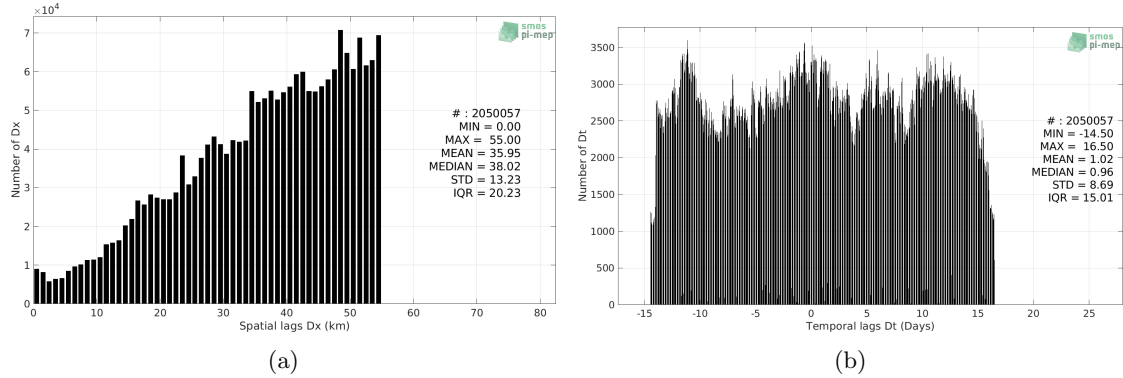 ×10⁴
7
6
5
4
3
2
1
0
Number of Dx
smos
pi-mep
# : 2050057
MIN = 0.00
MAX = 55.00
MEAN = 35.95
MEDIAN = 38.02
STD = 13.23
IQR = 20.23
0 10 20 30 40 50 60 70 80
Spatial lags Dx (km)
(a)
3500
3000
2500
2000
1500
1000
500
0
Number of Dt
smos
pi-mep
# : 2050057
MIN = -14.50
MAX = 16.50
MEAN = 1.02
MEDIAN = 0.96
STD = 8.69
IQR = 15.01
-15 -10 -5 0 5 10 15 20 25
Temporal lags Dt (Days)
(b)